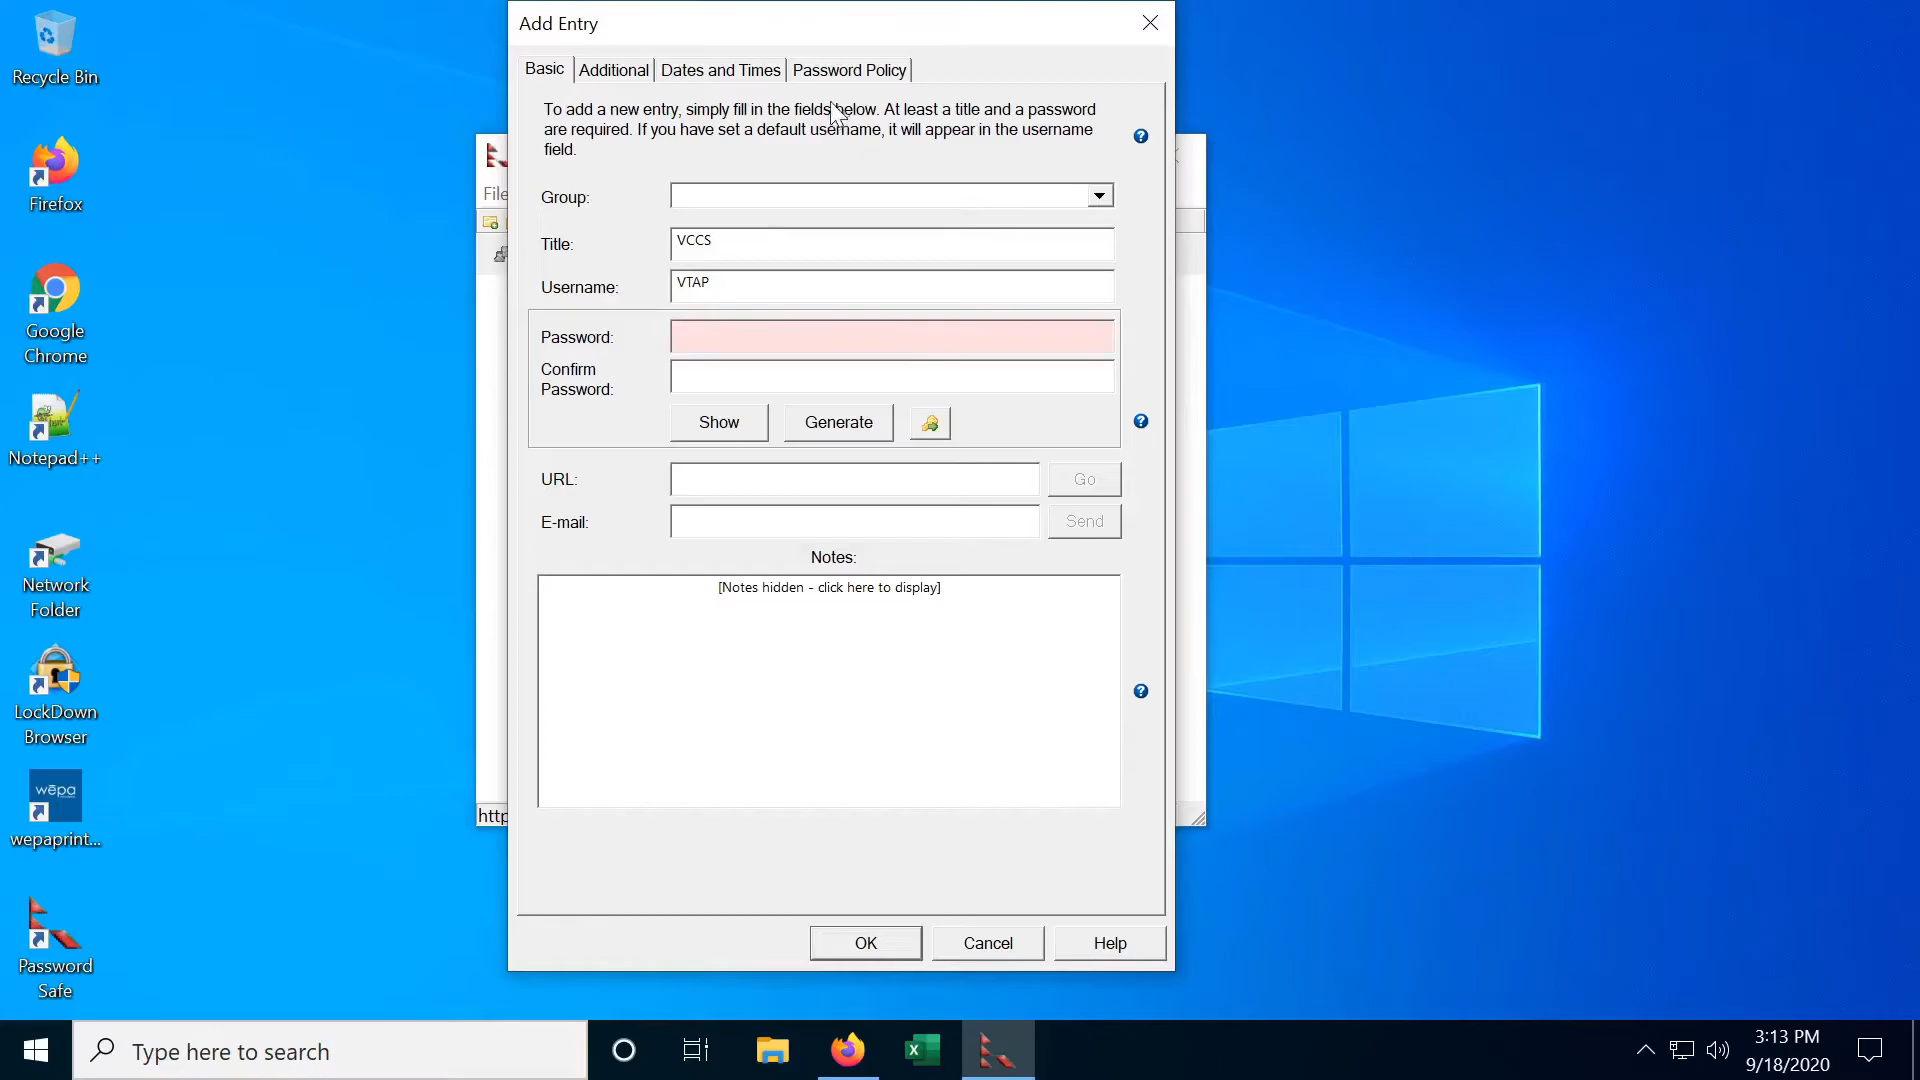 Recycle Bin
Firefox
Google
Chrome
Notepad++
Network
Folder
LockDown
Browser
wēpa
wepaprint...
Password
Safe
Add Entry
Basic
Additional
Dates and Times
Password Policy
To add a new entry, simply fill in the fields below. At least a title and a password
are required. If you have set a default username, it will appear in the username
field.
Group:
Title:
VCCS
Username:
VTAP
Password:
Confirm
Password:
Show
Generate
URL:
Go
E-mail:
Send
Notes:
[Notes hidden - click here to display]
OK
Cancel
Help
File
http
Type here to search
3:13 PM
9/18/2020